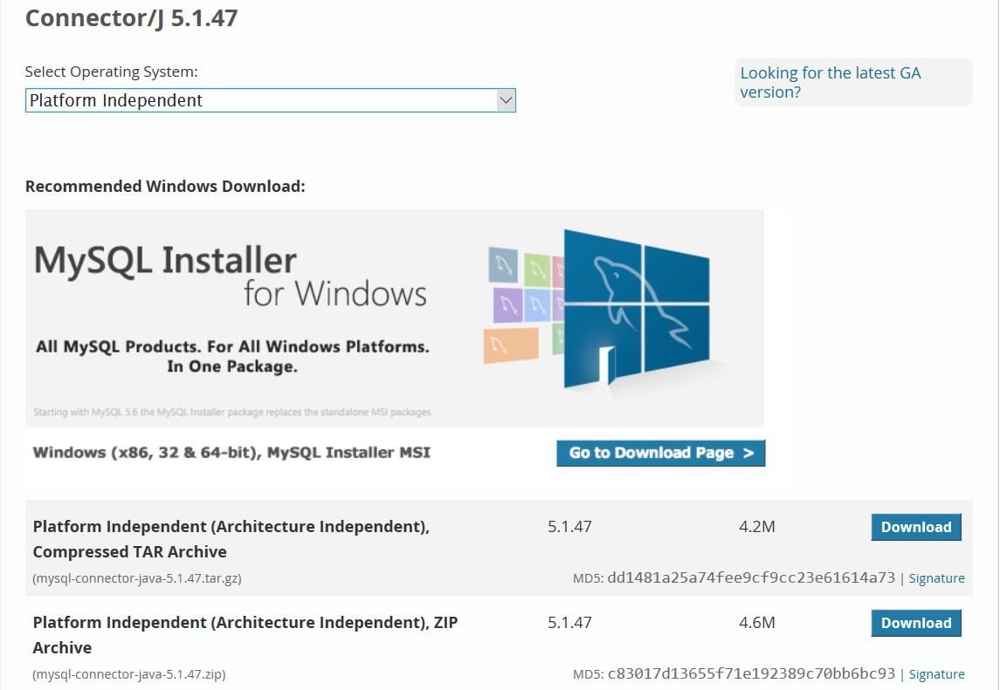 Connector/J 5.1.47
Select Operating System:
Looking for the latest GA
version?
Platform Independent
Recommended Windows Download:
MySQL Installer
for Windows
All MySQL Products. For All Windows Platforms.
In One Package.
Starting with MySQL 5.6 the MySQL Installer package replaces the standalone MSI packages.
Windows (x86, 32 & 64-bit), MySQL Installer MSI
Go to Download Page >
Platform Independent (Architecture Independent), 5.1.47 4.2M Download
Compressed TAR Archive
(mysql-connector-java-5.1.47.tar.gz) MD5: dd1481a25a74fee9cf9cc23e61614a73 | Signature
Platform Independent (Architecture Independent), ZIP 5.1.47 4.6M Download
Archive
(mysql-connector-java-5.1.47.zip) MD5: c83017d13655f71e192389c70bb6bc93 | Signature